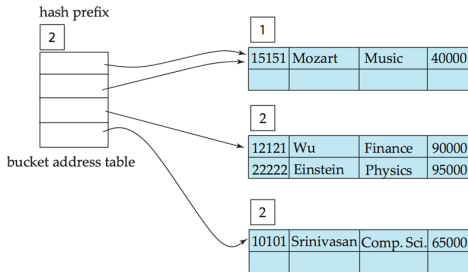 hash prefix
2
bucket address table
1
15151 Mozart Music 40000
2
12121 Wu Finance 90000
22222 Einstein Physics 95000
2
10101 Srinivasan Comp. Sci. 65000